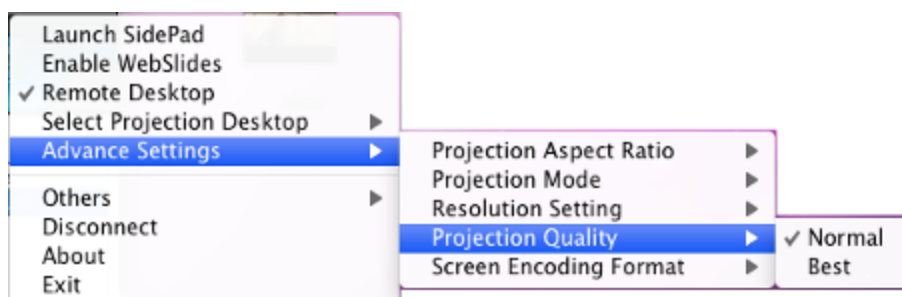 Launch SidePad
Enable WebSlides
✓ Remote Desktop
Select Projection Desktop
Advance Settings
Others
Disconnect
About
Exit
Projection Aspect Ratio
Projection Mode
Resolution Setting
Projection Quality
Screen Encoding Format
✓ Normal
Best